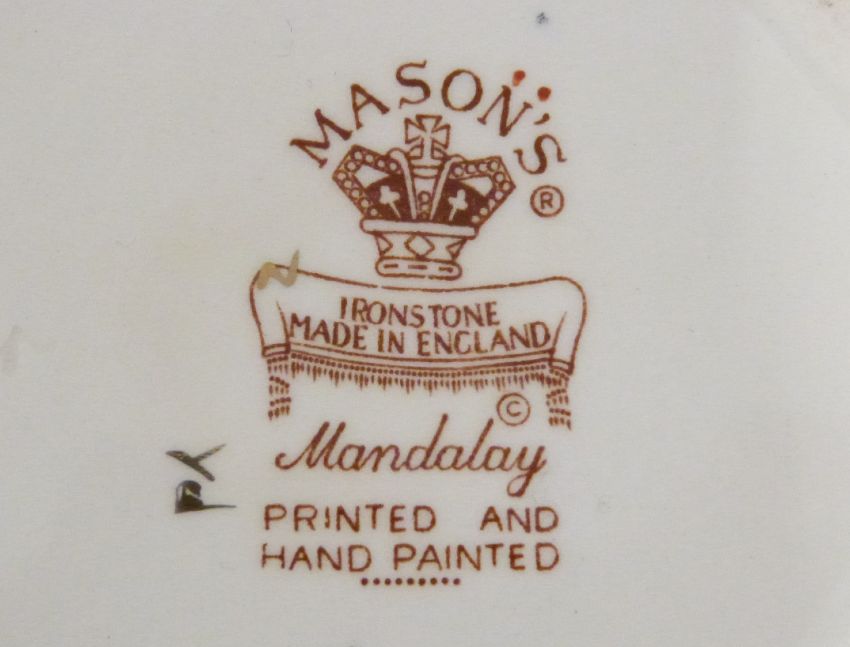 MASON'S ®
IRONSTONE
MADE IN ENGLAND
©
Mandalay
PRINTED AND
HAND PAINTED